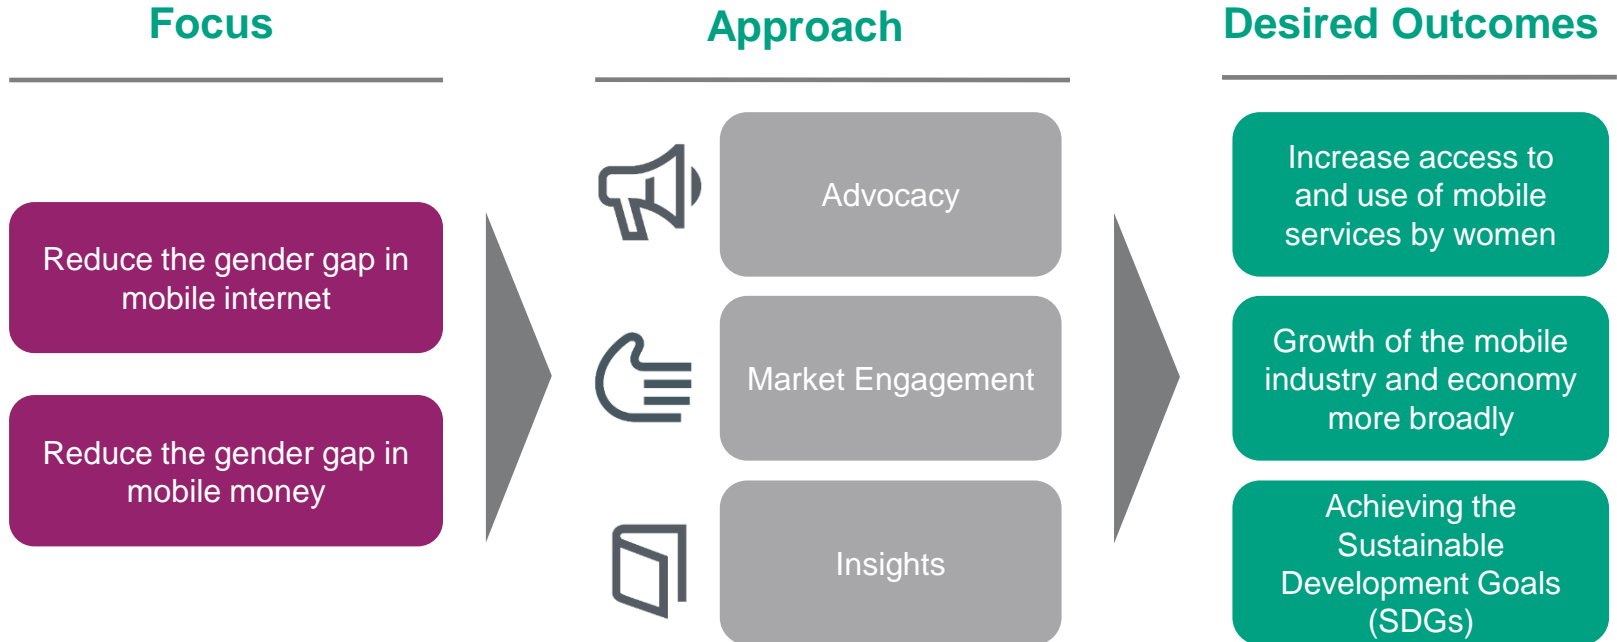 Focus
Reduce the gender gap in
mobile internet
Reduce the gender gap in
mobile money
Approach
Advocacy
Market Engagement
Insights
Desired Outcomes
Increase access to
and use of mobile
services by women
Growth of the mobile
industry and economy
more broadly
Achieving the
Sustainable
Development Goals
(SDGs)